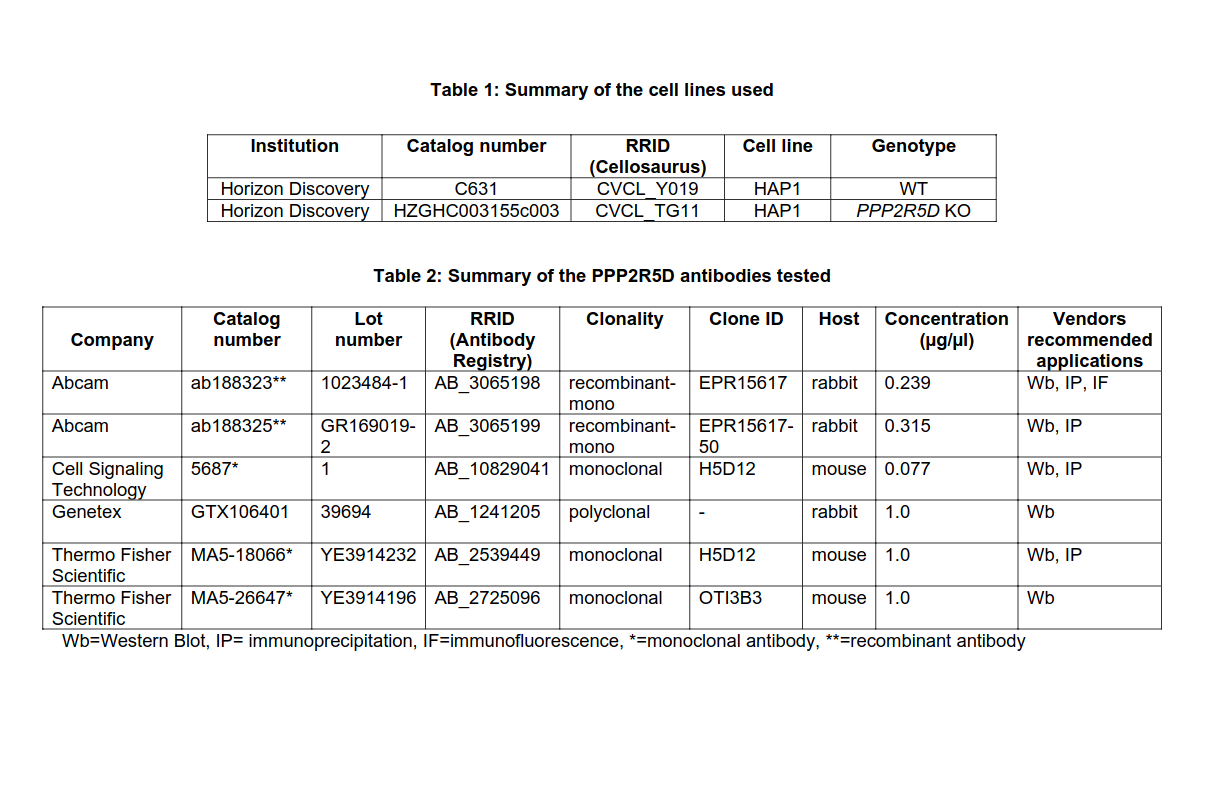 Table 1: Summary of the cell lines used
Institution Catalog number RRID (Cellosaurus) Cell line Genotype
Horizon Discovery C631 CVCL_Y019 HAP1 WT
Horizon Discovery HZGHC003155c003 CVCL_TG11 HAP1 PPP2R5D KO
Table 2: Summary of the PPP2R5D antibodies tested
Company Catalog number Lot number RRID (Antibody Registry) Clonality Clone ID Host Concentration (µg/µl) Vendors recommended applications
Abcam ab188323** 1023484-1 AB_3065198 recombinant-mono EPR15617 rabbit 0.239 Wb, IP, IF
Abcam ab188325** GR169019-2 AB_3065199 recombinant-mono EPR15617-50 rabbit 0.315 Wb, IP
Cell Signaling Technology 5687* 1 AB_10829041 monoclonal H5D12 mouse 0.077 Wb, IP
Genetex GTX106401 39694 AB_1241205 polyclonal - rabbit 1.0 Wb
Thermo Fisher Scientific MA5-18066* YE3914232 AB_2539449 monoclonal H5D12 mouse 1.0 Wb, IP
Thermo Fisher Scientific MA5-26647* YE3914196 AB_2725096 monoclonal OTI3B3 mouse 1.0 Wb
Wb=Western Blot, IP= immunoprecipitation, IF=immunofluorescence, *=monoclonal antibody, **=recombinant antibody